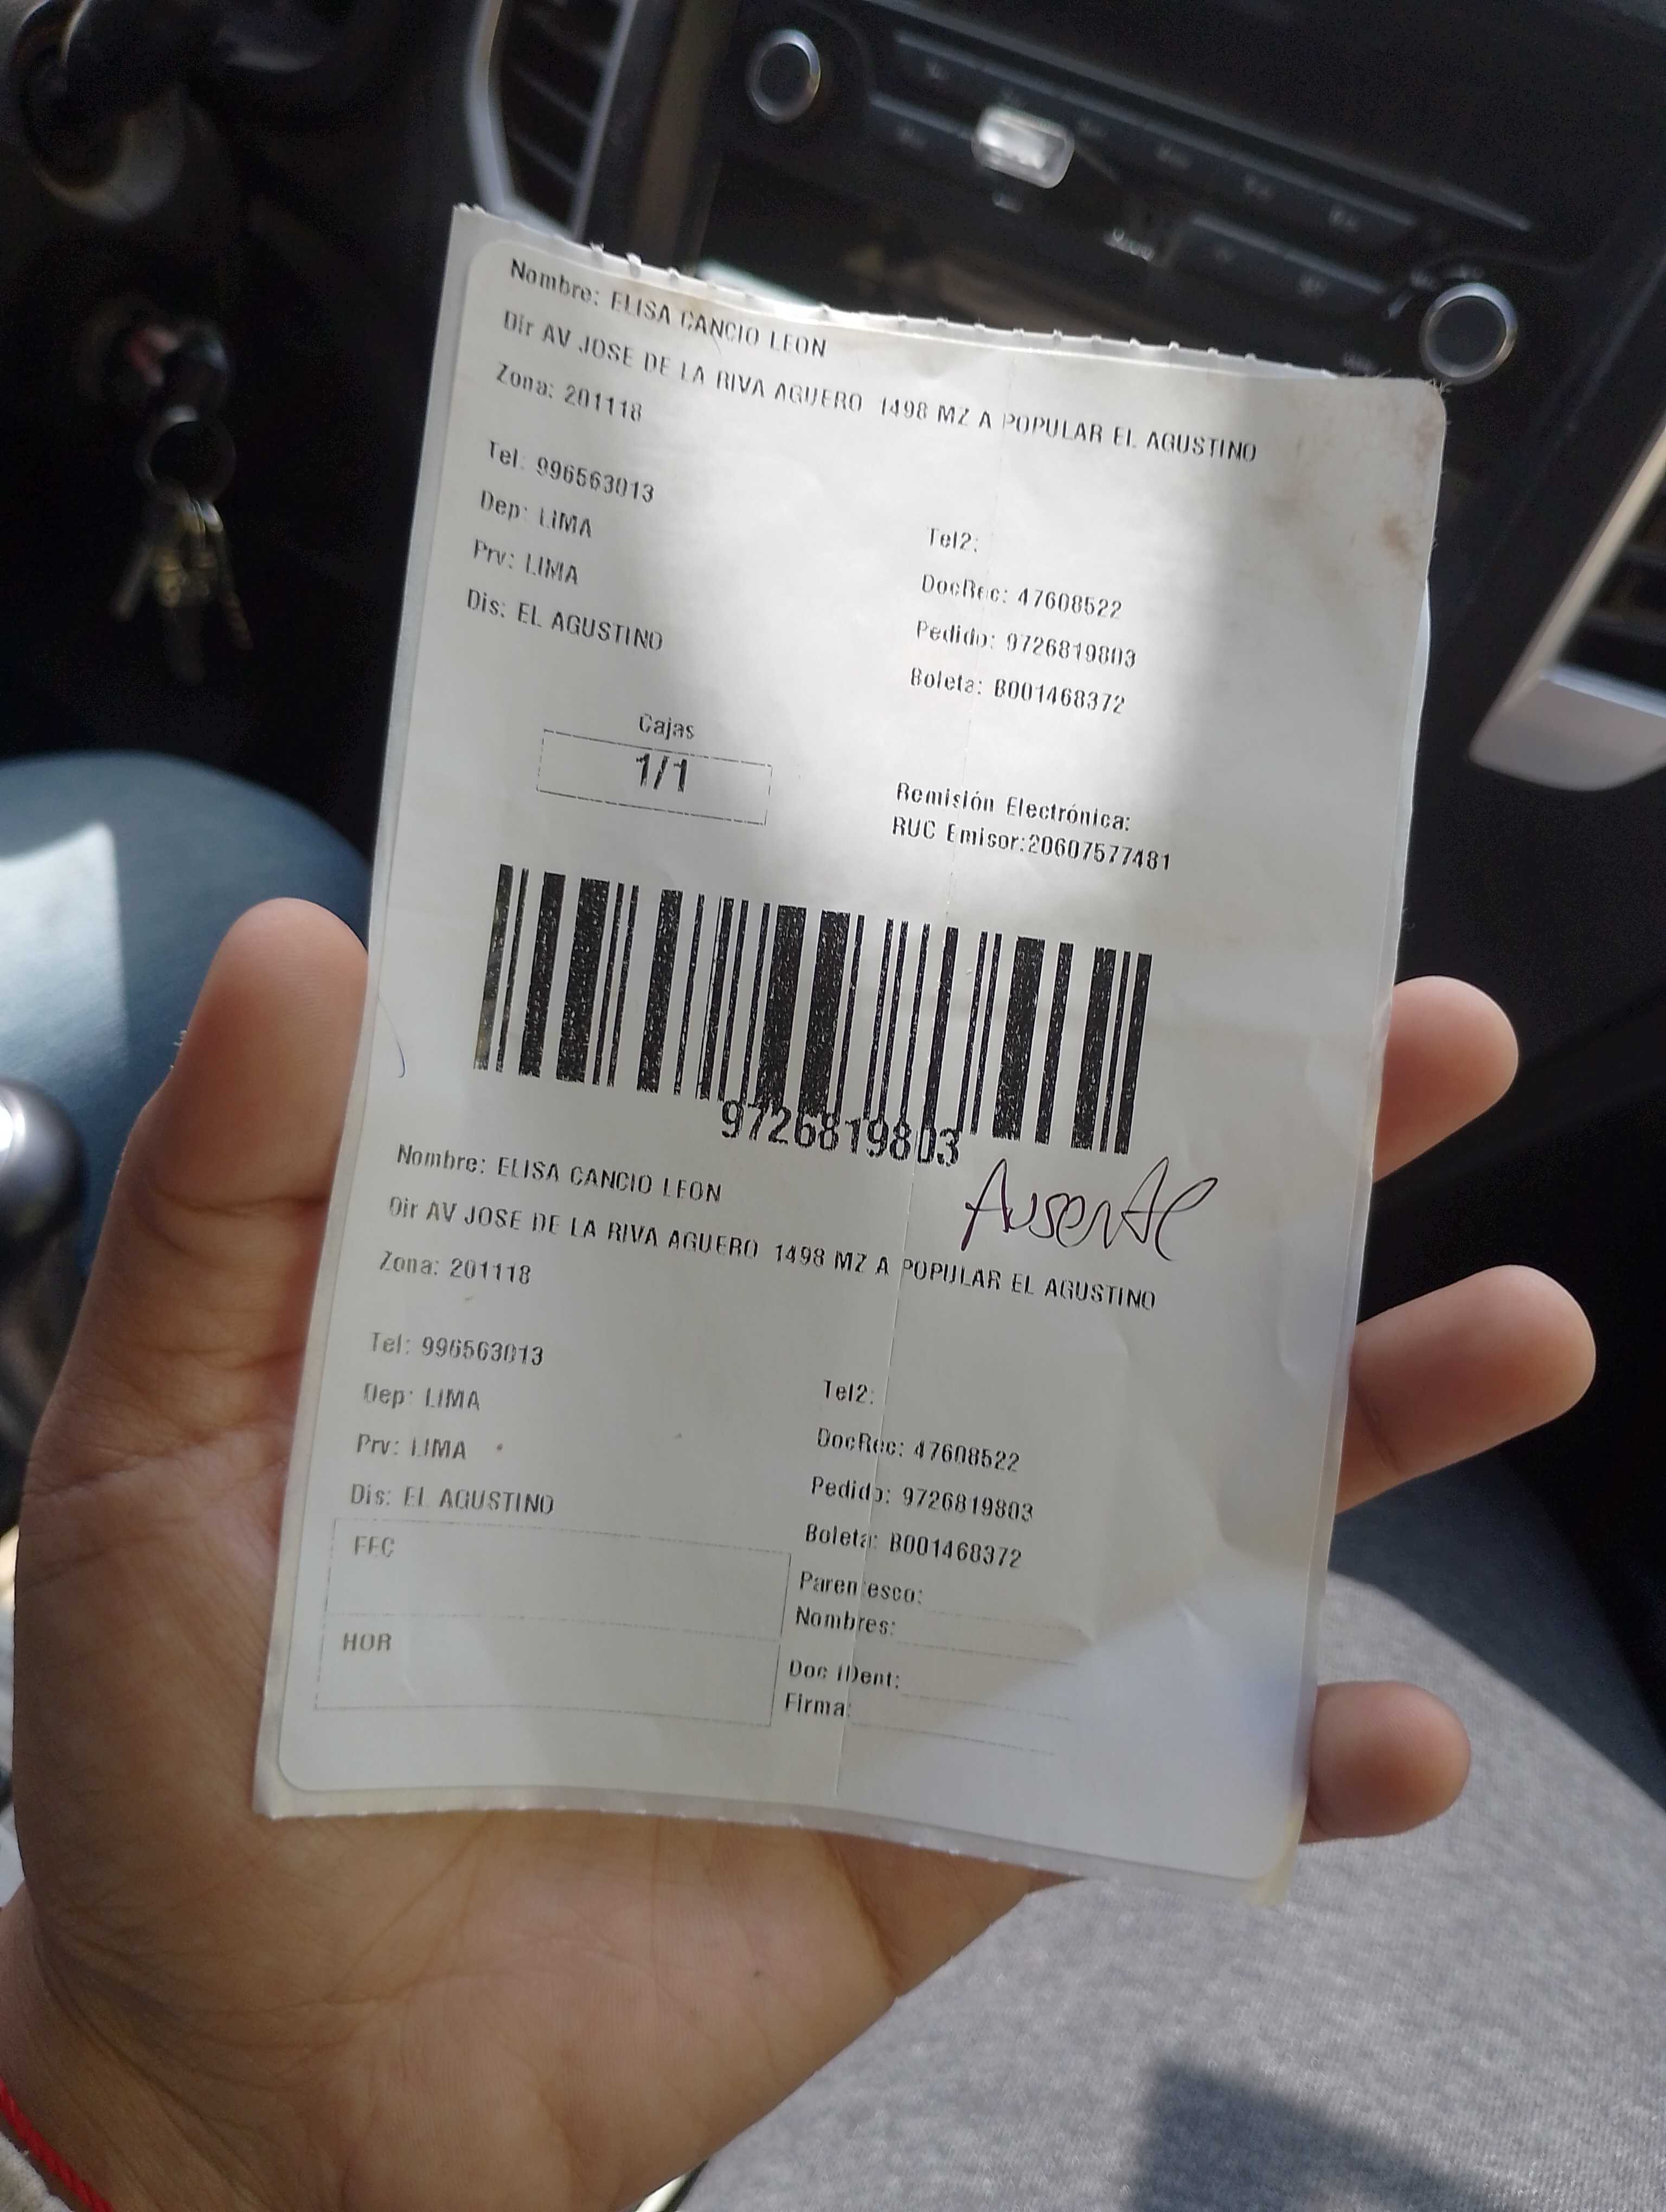 Nombre: ELISA CANCIO LEON
Dir AV JOSE DE LA RIVA AGUERO 1498 MZ A POPULAR EL AGUSTINO
Zona: 201118
Tel: 996563013
Tel2:
Dep: LIMA
DocRec: 47608522
Prv: LIMA
Pedido: 9726819803
Dis: EL AGUSTINO
Boleta: B001468372
Cajas
1/1
Remisión Electrónica:
RUC Emisor:20607577481
9726819803
Ausente
Nombre: ELISA CANCIO LEON
Dir AV JOSE DE LA RIVA AGUERO 1498 MZ A POPULAR EL AGUSTINO
Zona: 201118
Tel: 996563013
Tel2:
Dep: LIMA
DocRec: 47608522
Prv: LIMA
Pedido: 9726819803
Dis: EL AGUSTINO
Boleta: B001468372
FEC
Parentesco:
Nombres:
HOR
Doc IDent:
Firma: